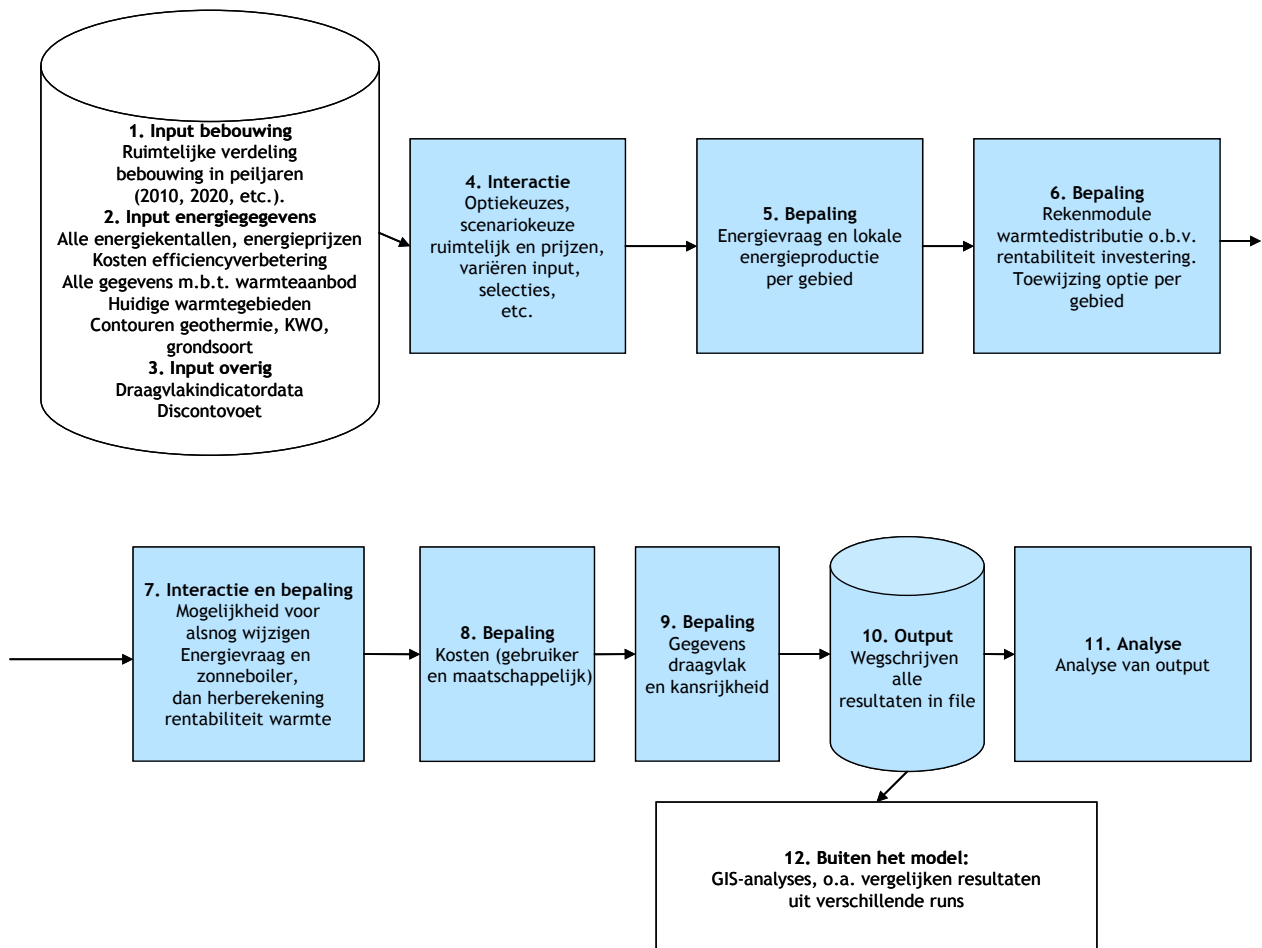 1. Input bebouwing
Ruimtelijke verdeling
bebouwing in peiljaren
(2010, 2020, etc.).
2. Input energiegegevens
Alle energiekentallen, energieprijzen
Kosten efficiencyverbetering
Alle gegevens m.b.t. warmteaanbod
Huidige warmtegebieden
Contouren geothermie, KWO,
grondsoort
3. Input overig
Draagvlakindicatordata
Discontovoet
4. Interactie
Optiekeuzes,
scenariokeuze
ruimtelijk en prijzen,
variëren input,
selecties,
etc.
5. Bepaling
Energievraag en lokale
energieproductie
per gebied
6. Bepaling
Rekenmodule
warmtedistributie o.b.v.
rentabiliteit investering.
Toewijzing optie per
gebied
7. Interactie en bepaling
Mogelijkheid voor
alsnog wijzigen
Energievraag en
zonneboiler,
dan herberekening
rentabiliteit warmte
8. Bepaling
Kosten (gebruiker
en maatschappelijk)
9. Bepaling
Gegevens
draagvlak
en kansrijkheid
10. Output
Wegschrijven
alle
resultaten in file
11. Analyse
Analyse van output
12. Buiten het model:
GIS-analyses, o.a. vergelijken resultaten
uit verschillende runs